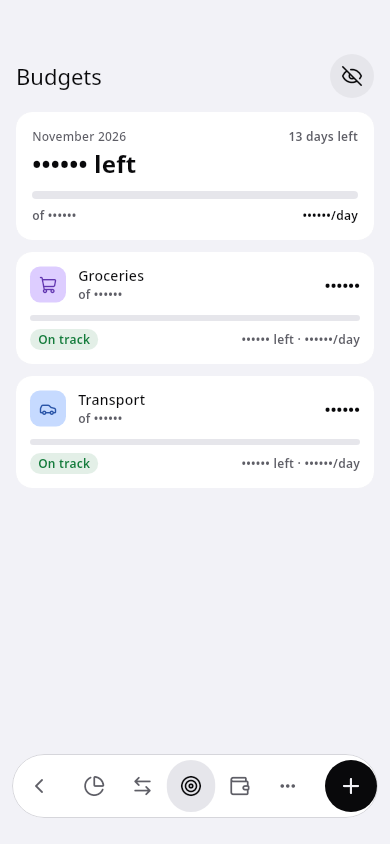 Budgets
November 2026 13 days left
•••••• left
of •••••• ••••••/day
Groceries
of ••••••
••••••
On track •••••• left · ••••••/day
Transport
of ••••••
••••••
On track •••••• left · ••••••/day